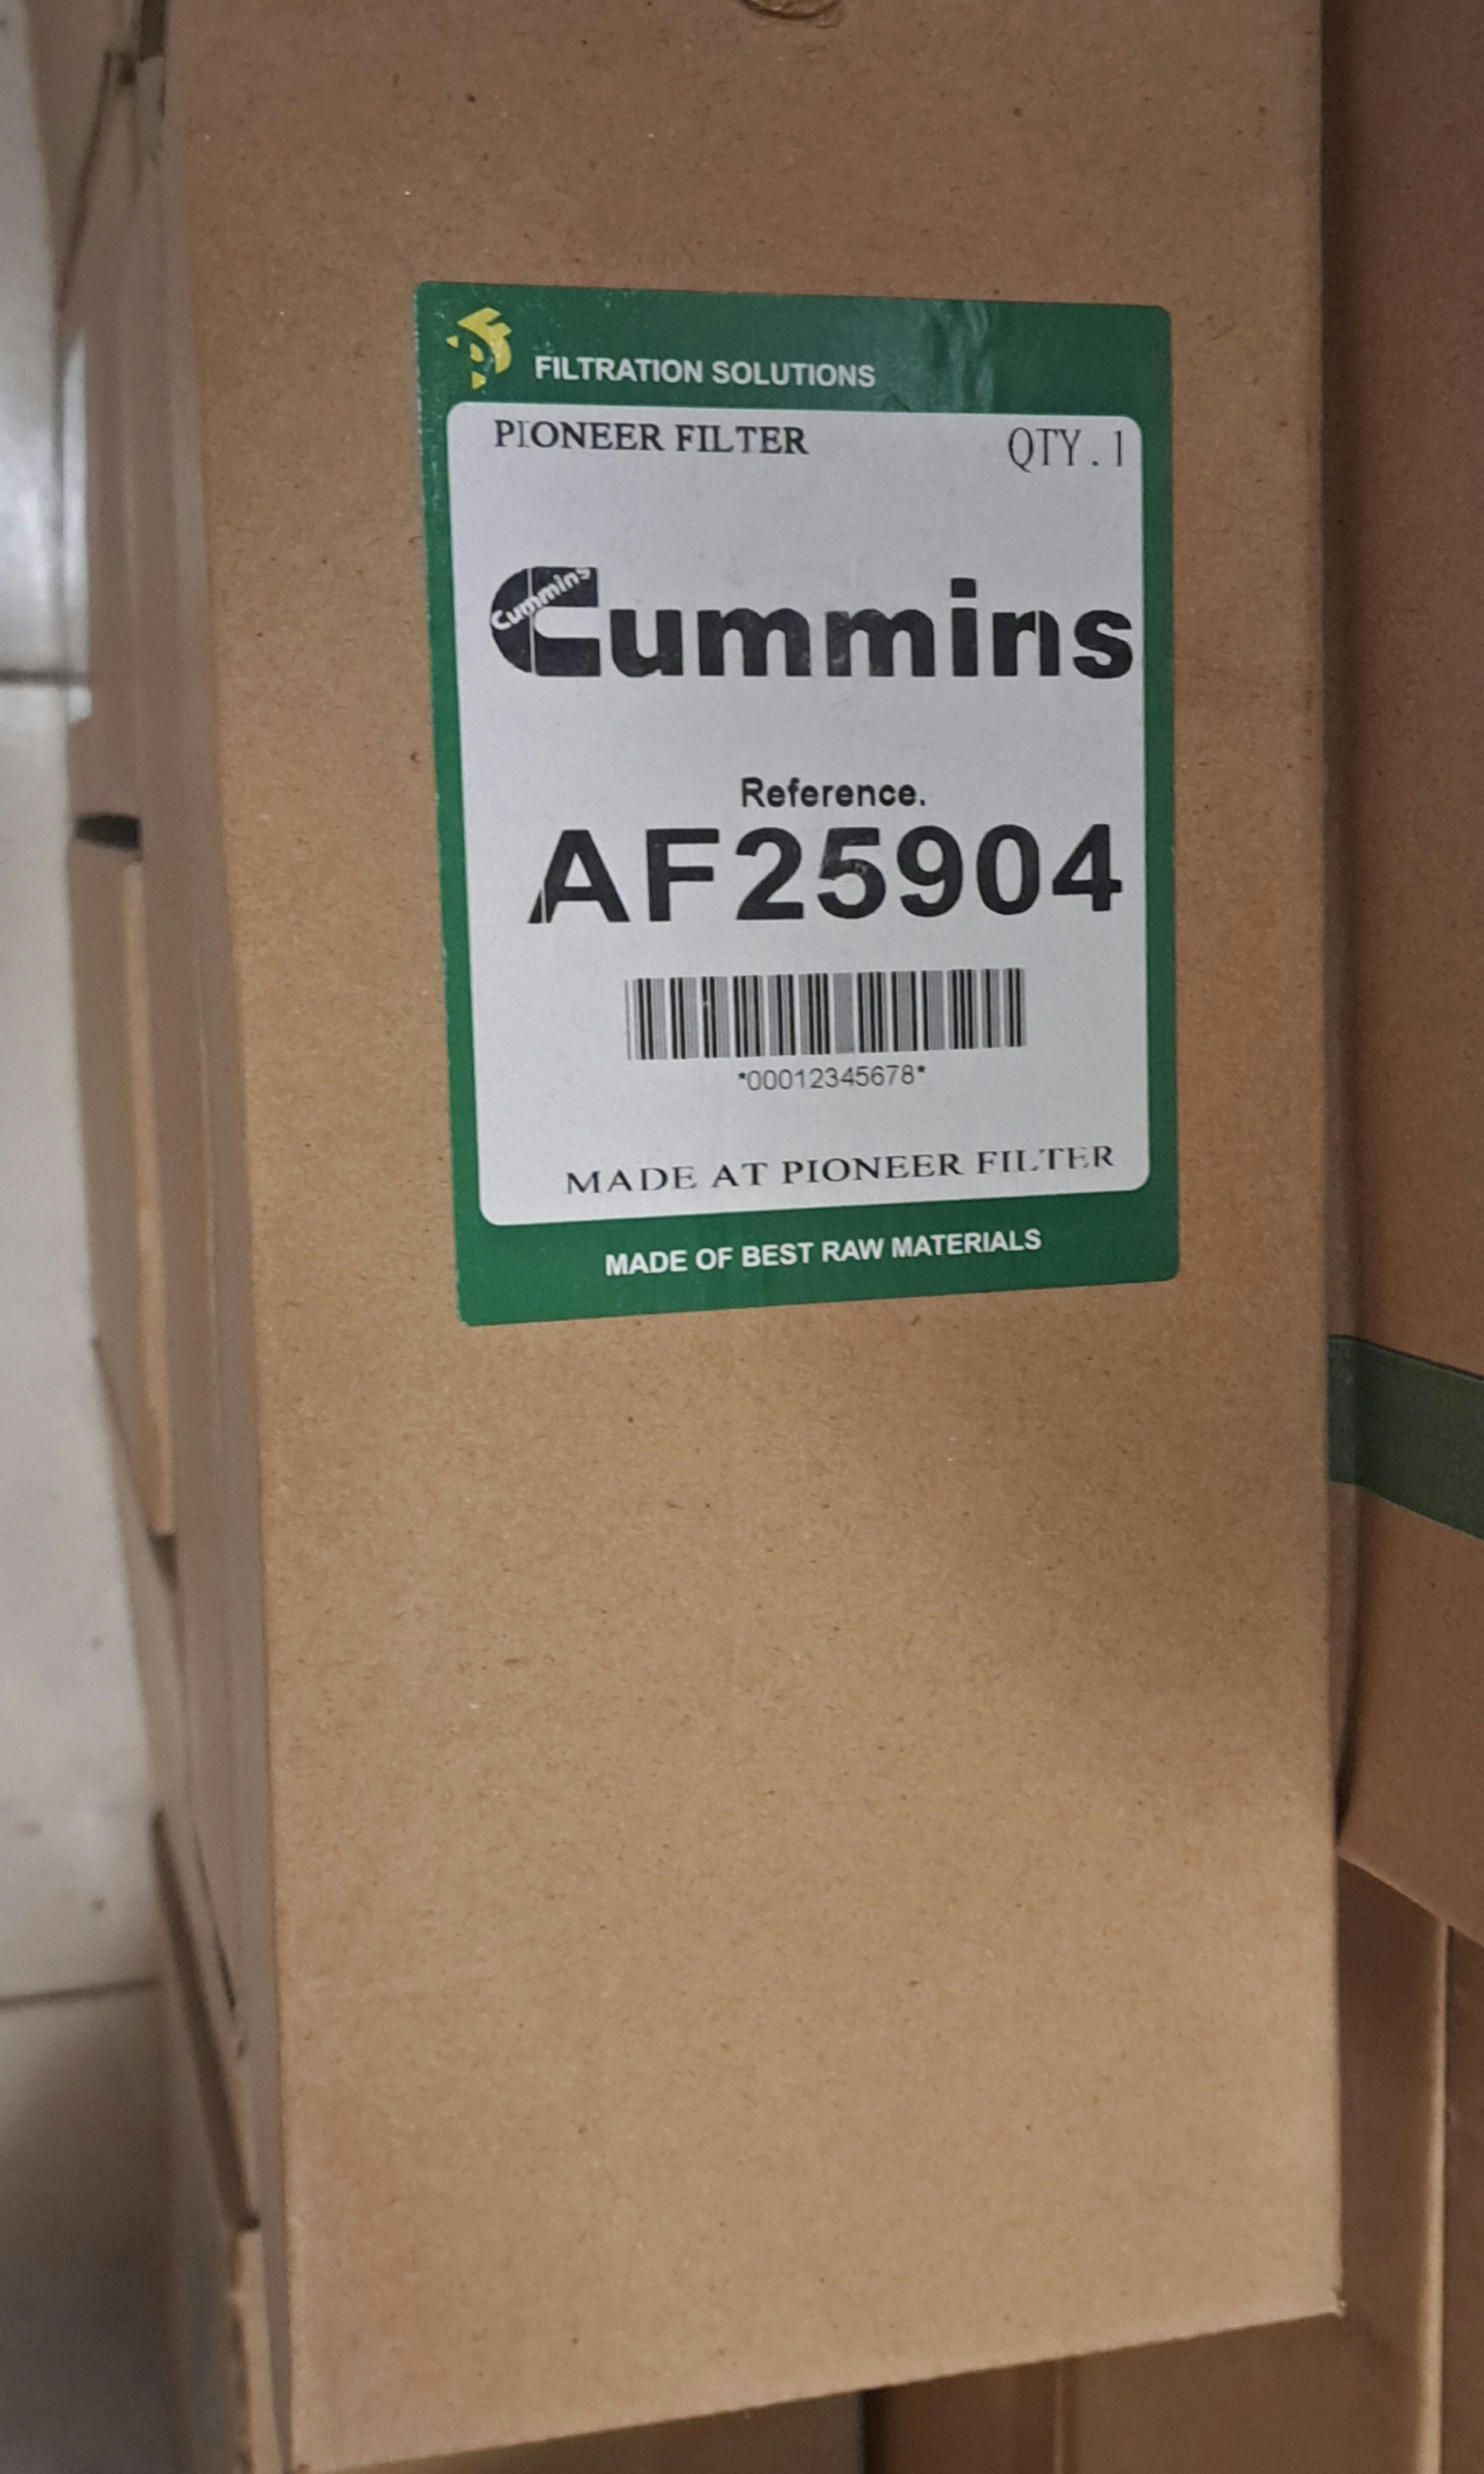 FILTRATION SOLUTIONS
PIONEER FILTER QTY.1
Cummins
Cummins
Reference.
AF25904
*00012345678*
MADE AT PIONEER FILTER
MADE OF BEST RAW MATERIALS